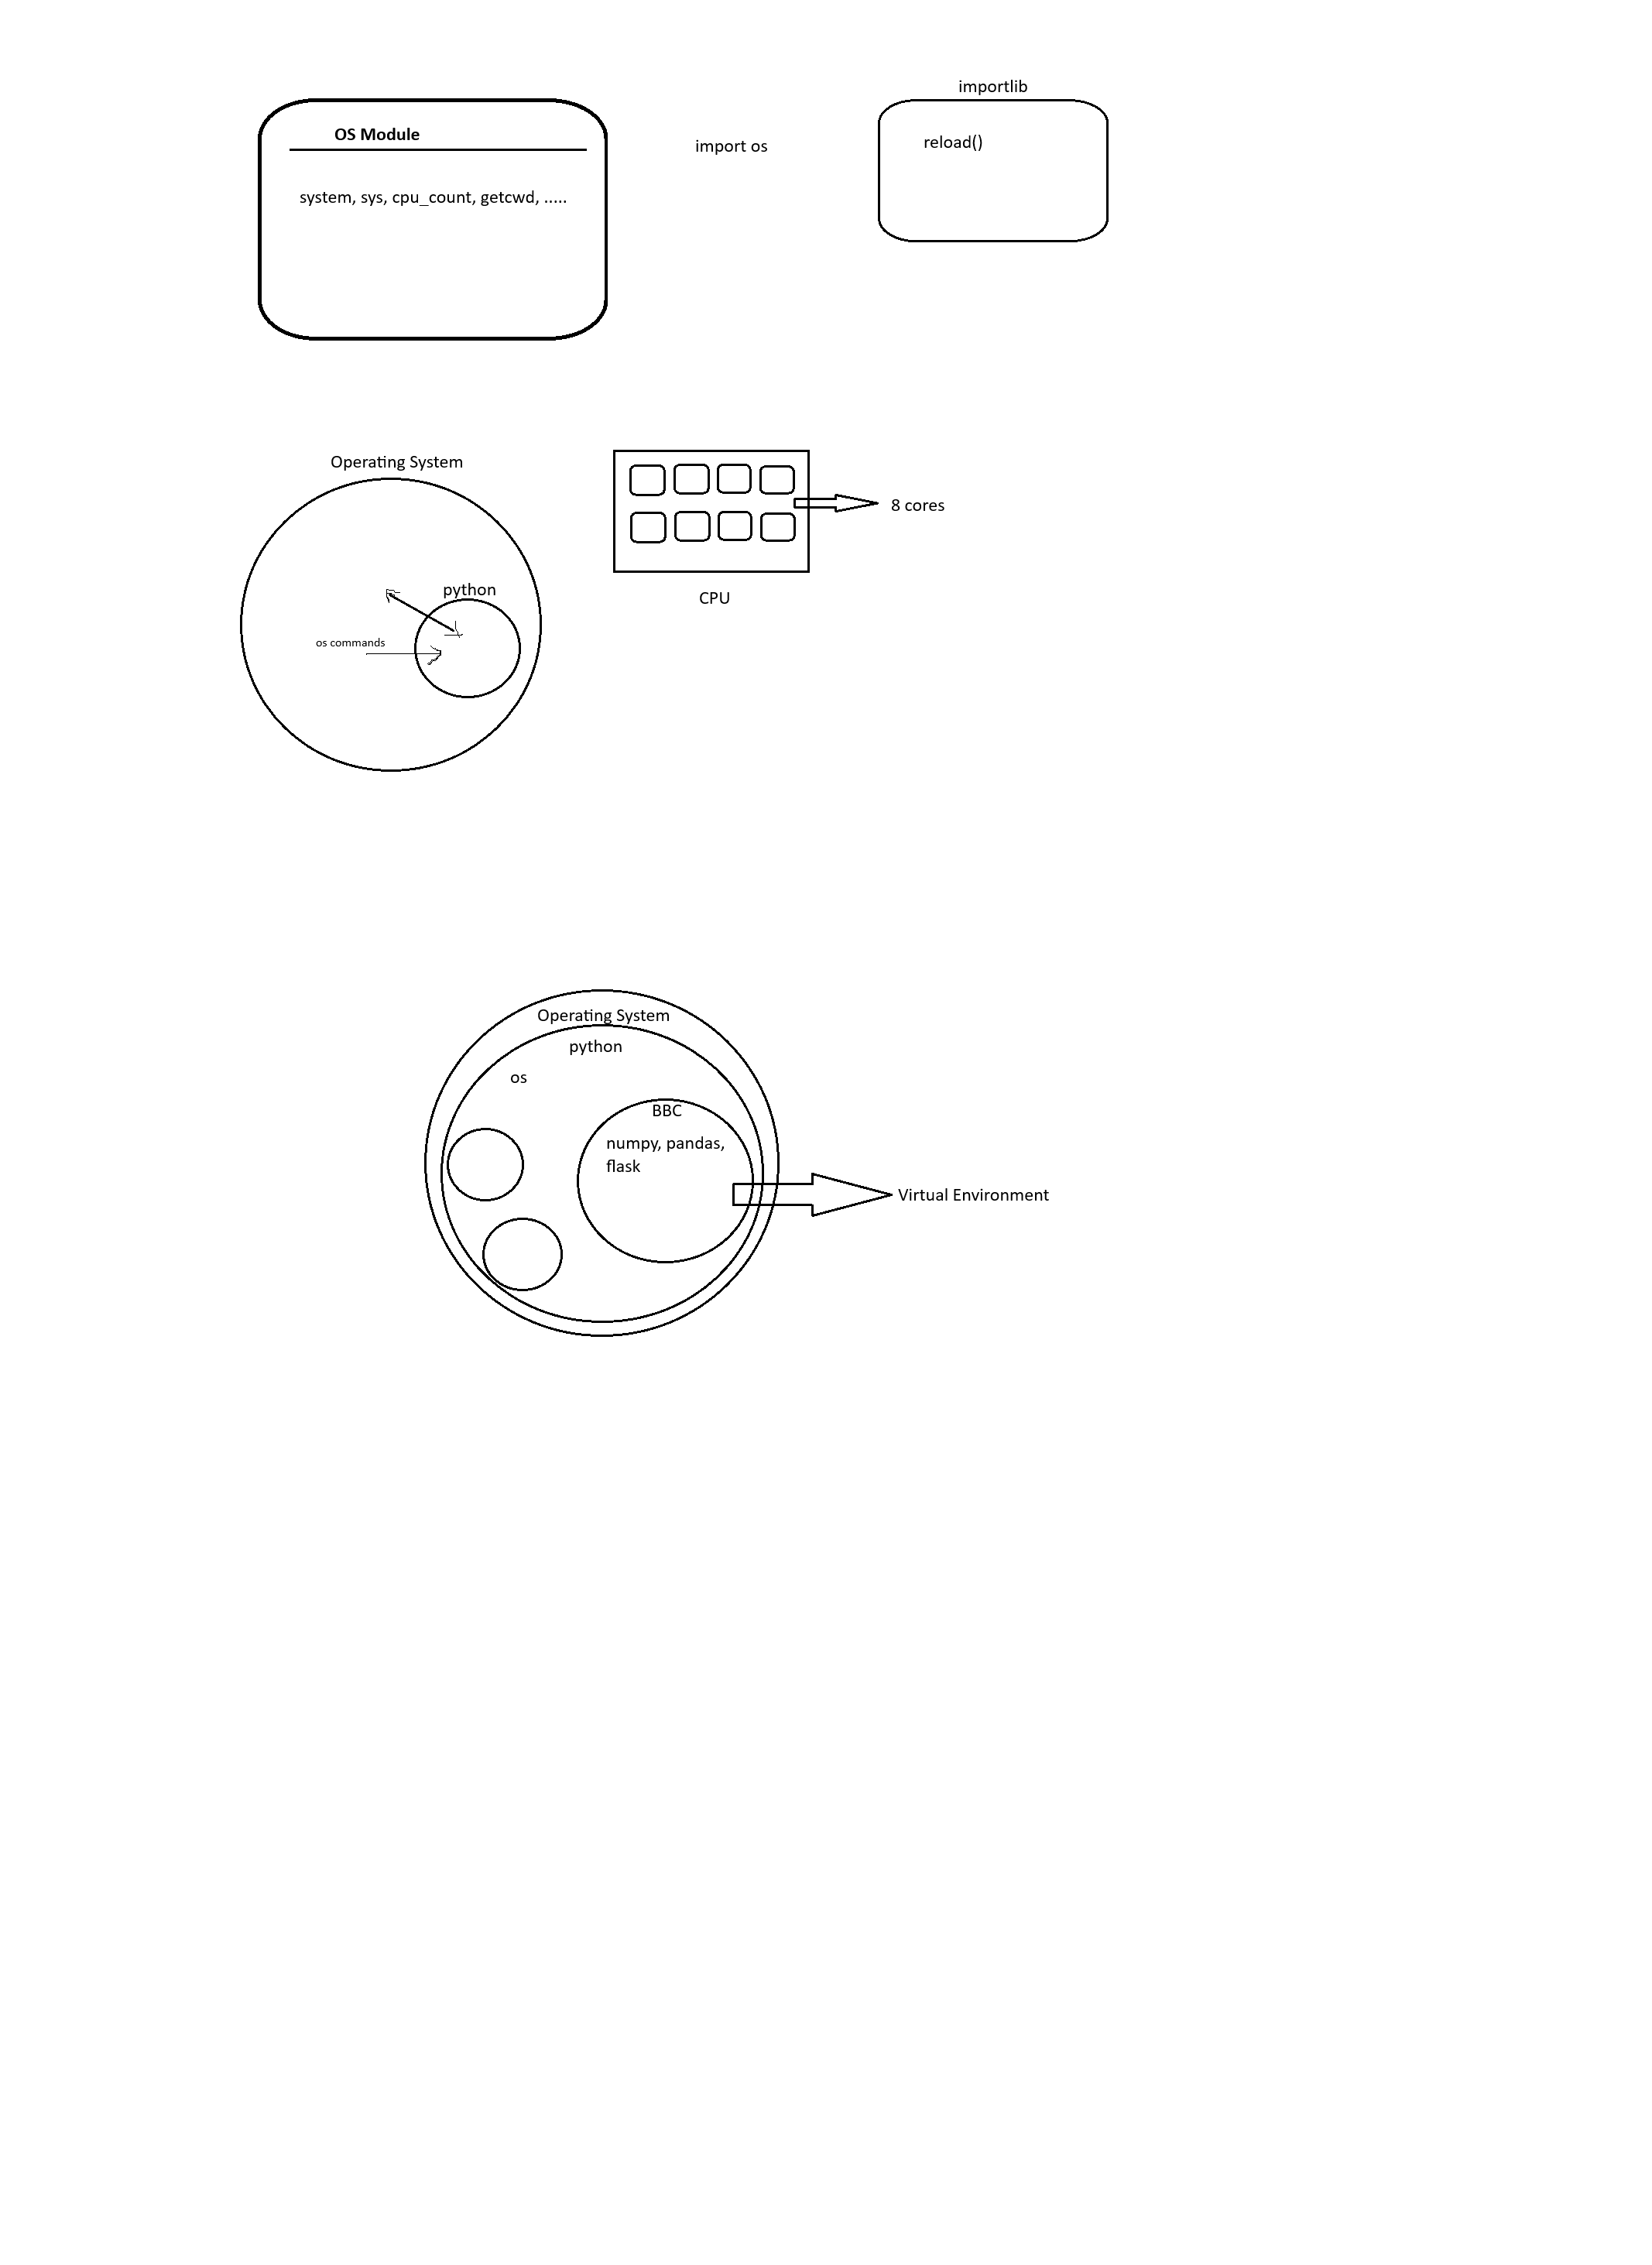 importlib
OS Module
import os
reload()
system, sys, cpu_count, getcwd, .....
Operating System
8 cores
python
CPU
os commands
Operating System
python
os
BBC
numpy, pandas,
flask
Virtual Environment